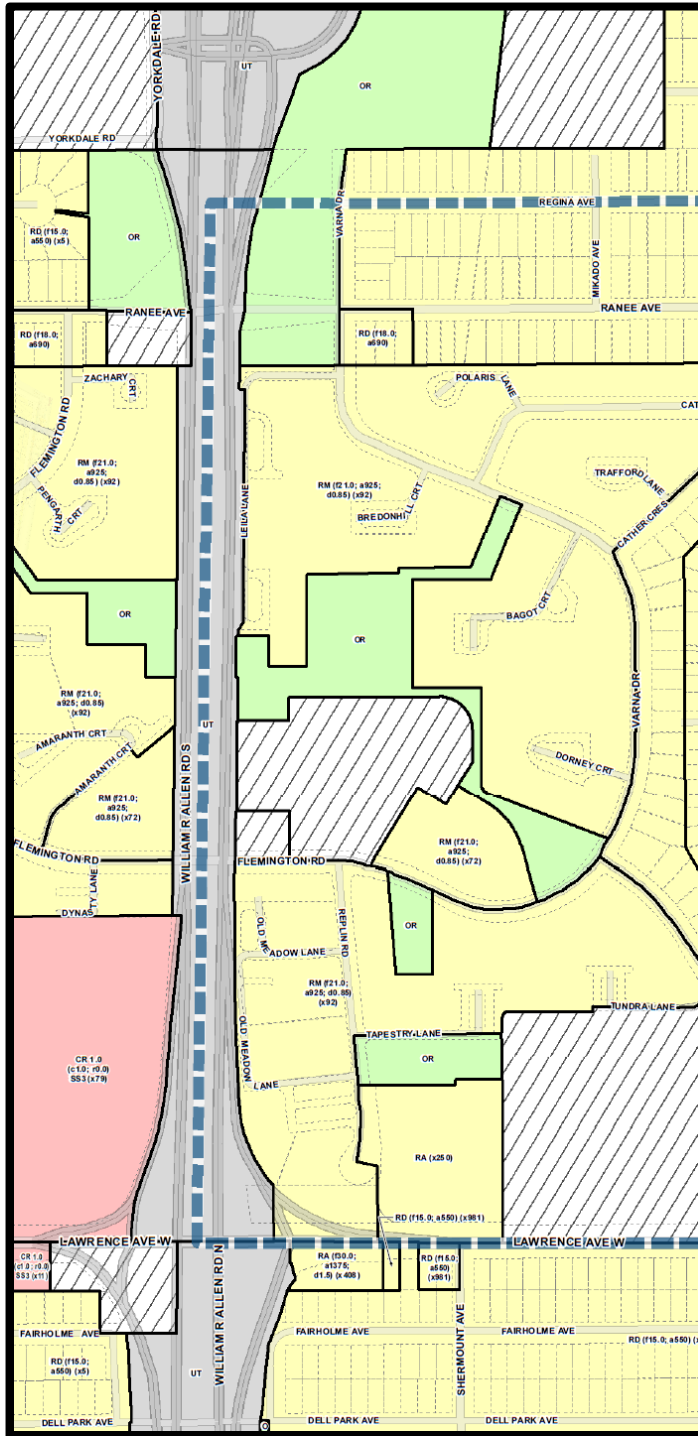 YORKDALE RD
UT
OR
YORKDALE RD
VARNA DR
REGINA AVE
MIKADO AVE
RD (f15.0;
a550) (x5)
OR
RANEE AVE
RANEE AVE
RD (f18.0;
a690)
RD (f18.0;
a690)
ZACHARY
CRT
POLARIS
LANE
CAT
FLEMINGTON RD
RM (f21.0;
a925;
d0.85) (x92)
PENGARTH
CRT
LEILA LANE
RM (f21.0; a925;
d0.85) (x92)
BREDONHILL CRT
TRAFFORD LANE
CATHER CRES
OR
BAGOT CRT
OR
RM (f21.0;
a925; d0.85)
(x92)
UT
VARNA DR
AMARANTH CRT
AMARANTH CRT
DORNEY CRT
RM (f21.0;
a925;
d0.85) (x72)
WILLIAM R ALLEN RD S
RM (f21.0;
a925;
d0.85) (x72)
FLEMINGTON RD
FLEMINGTON RD
DYNASTY LANE
OLD MEADOW LANE
REPLIN RD
OR
RM (f21.0;
a925; d0.85)
(x92)
TUNDRA LANE
OLD MEADOW
LANE
TAPESTRY LANE
OR
CR 1.0
(c1.0; r0.0)
SS3 (x79)
RA (x250)
RD (f15.0; a550) (x981)
LAWRENCE AVE W
LAWRENCE AVE W
CR 1.0
(c1.0; r0.0)
SS3 (x11)
WILLIAM R ALLEN RD N
RA (f30.0;
a1375;
d1.5) (x408)
RD (f15.0;
a550)
(x981)
FAIRHOLME AVE
FAIRHOLME AVE
FAIRHOLME AVE
SHERMOUNT AVE
RD (f15.0; a550) (x
RD (f15.0;
a550) (x5)
UT
DELL PARK AVE
O
DELL PARK AVE
DELL PARK AVE